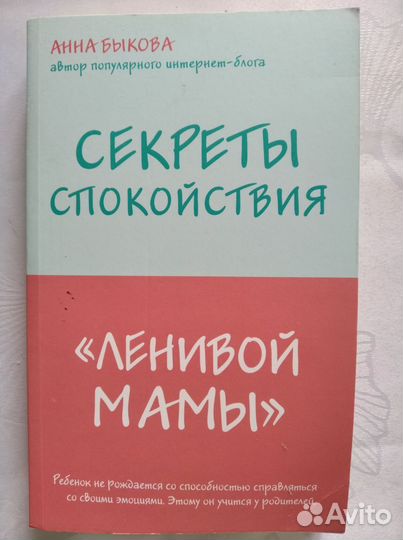 АННА БЫКОВА
автор популярного интернет-блога
СЕКРЕТЫ
СПОКОЙСТВИЯ
«ЛЕНИВОЙ
МАМЫ»
Ребенок не рождается со способностью справляться
со своими эмоциями. Этому он учится у родителей
Avito